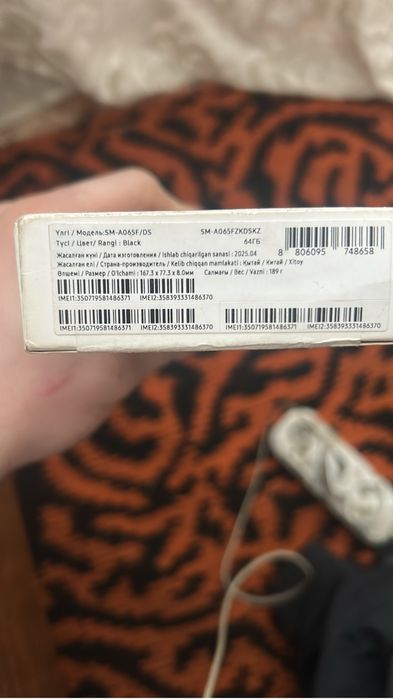 Үлгі / Модель:SM-A065F/DS SM-A065FZKDSKZ
Түсі / Цвет/ Rangi : Black 64ГБ
8 806095 748658
Жасалған күні / Дата изготовления / Ishlab chiqarilgan sanasi : 2025.04
Жасалған елі / Страна-производитель / Kelib chiqqan mamlakati : Қытай / Китай / Xitoy
Өлшемі / Размер / O'lchami : 167.3 x 77.3 x 8.0мм Салмағы / Вес / Vazni : 189 г
IMEI1:350719581486371 IMEI2:358393331486370
IMEI1:350719581486371 IMEI2:358393331486370 IMEI1:350719581486371 IMEI2:358393331486370